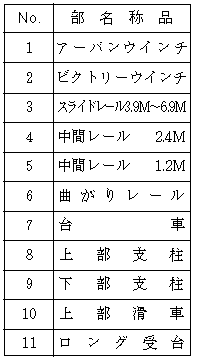 No. 部名称品
1 アーバンウインチ
2 ビクトリーウインチ
3 スライドレール3.9M〜6.9M
4 中間レール 2.4M
5 中間レール 1.2M
6 曲がりレール
7 台車
8 上部支柱
9 下部支柱
10 上部滑車
11 ロング受台